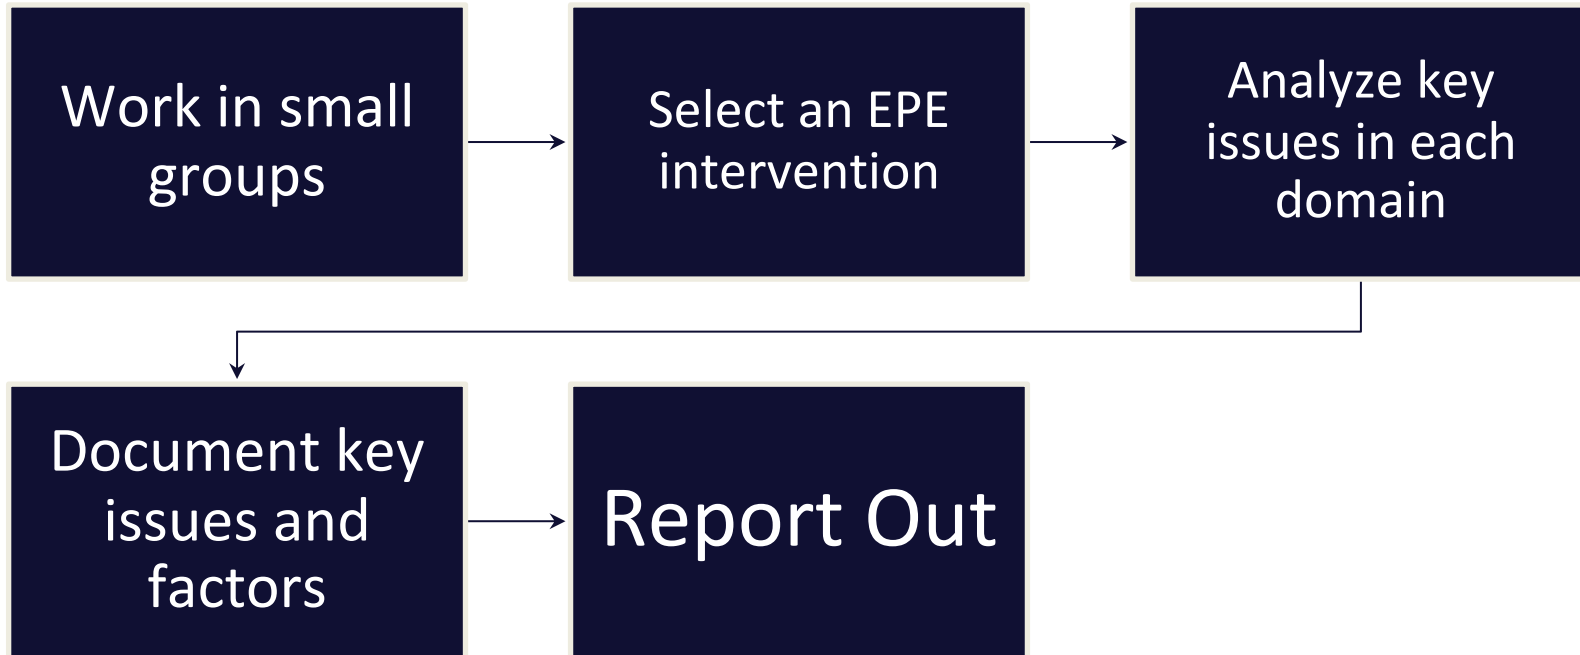 Work in small
groups
Select an EPE
intervention
Analyze key
issues in each
domain
Document key
issues and
factors
Report Out